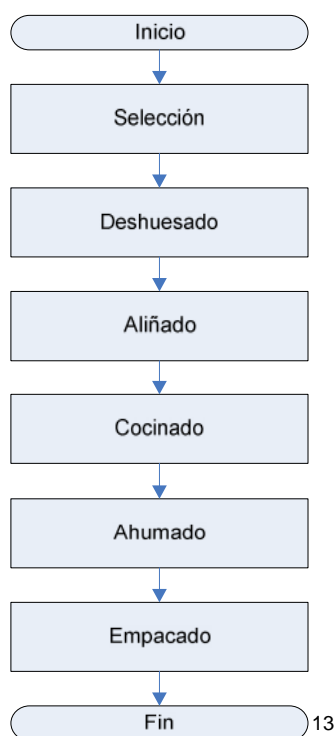 Inicio
Selección
Deshuesado
Aliñado
Cocinado
Ahumado
Empacado
Fin 13